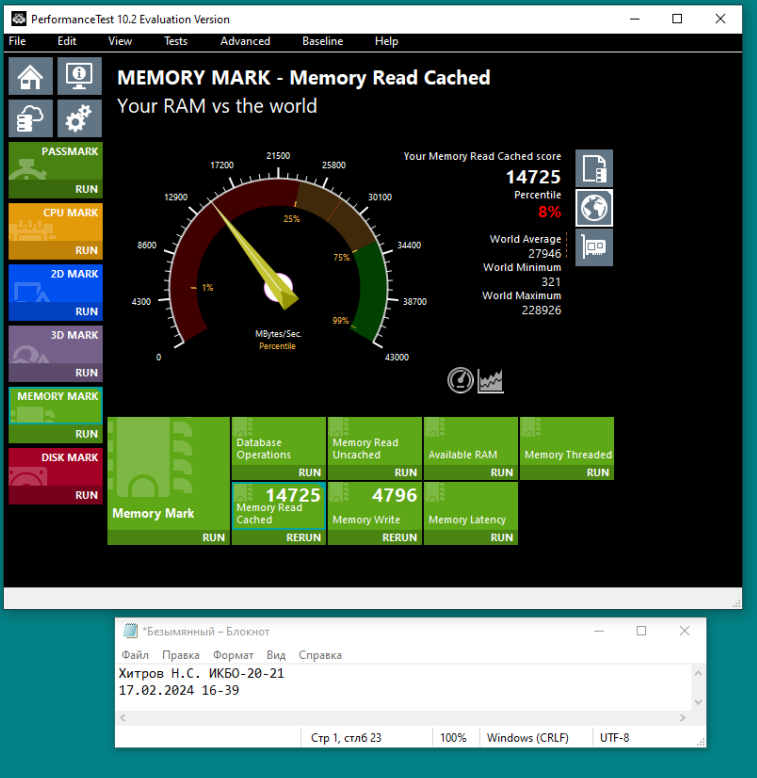 PerformanceTest 10.2 Evaluation Version
File Edit View Tests Advanced Baseline Help
MEMORY MARK - Memory Read Cached
Your RAM vs the world
PASSMARK
RUN
CPU MARK
RUN
2D MARK
RUN
3D MARK
RUN
MEMORY MARK
RUN
DISK MARK
RUN
0
4300
8600
12900
17200
21500
25800
30100
34400
38700
43000
1%
25%
75%
99%
MBytes/Sec.
Percentile
Your Memory Read Cached score
14725
Percentile
8%
World Average
27946
World Minimum
321
World Maximum
228926
Memory Mark
RUN
Database
Operations
RUN
Memory Read
Uncached
RUN
Available RAM
RUN
Memory Threaded
RUN
14725
Memory Read
Cached
RERUN
4796
Memory Write
RERUN
Memory Latency
RUN
*Безымянный – Блокнот
Файл Правка Формат Вид Справка
Хитров Н.С. ИКБО-20-21
17.02.2024 16-39
Стр 1, стлб 23 100% Windows (CRLF) UTF-8